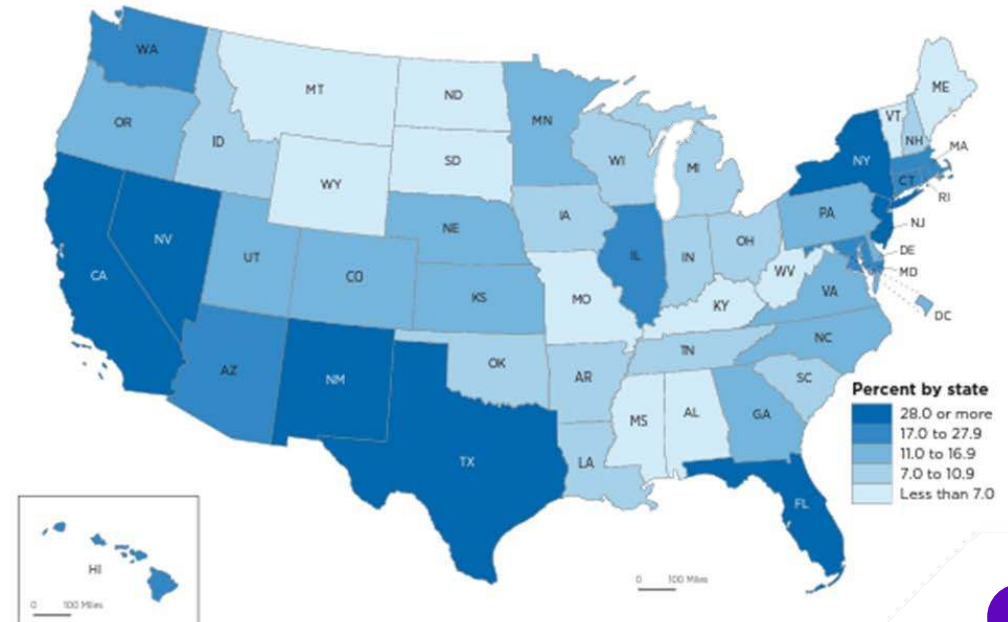 WA
MT
ND
ME
OR
MN
VT
ID
NH
MA
WI
SD
NY
MI
CT
WY
RI
IA
PA
NE
NJ
NV
OH
UT
IL
IN
DE
CA
CO
WV
MD
VA
KS
MO
KY
DC
NC
TN
OK
AZ
NM
AR
SC
Percent by state
MS
AL
GA
28.0 or more
17.0 to 27.9
11.0 to 16.9
TX
LA
7.0 to 10.9
Less than 7.0
FL
HI
0 100 Miles
0 100 Miles